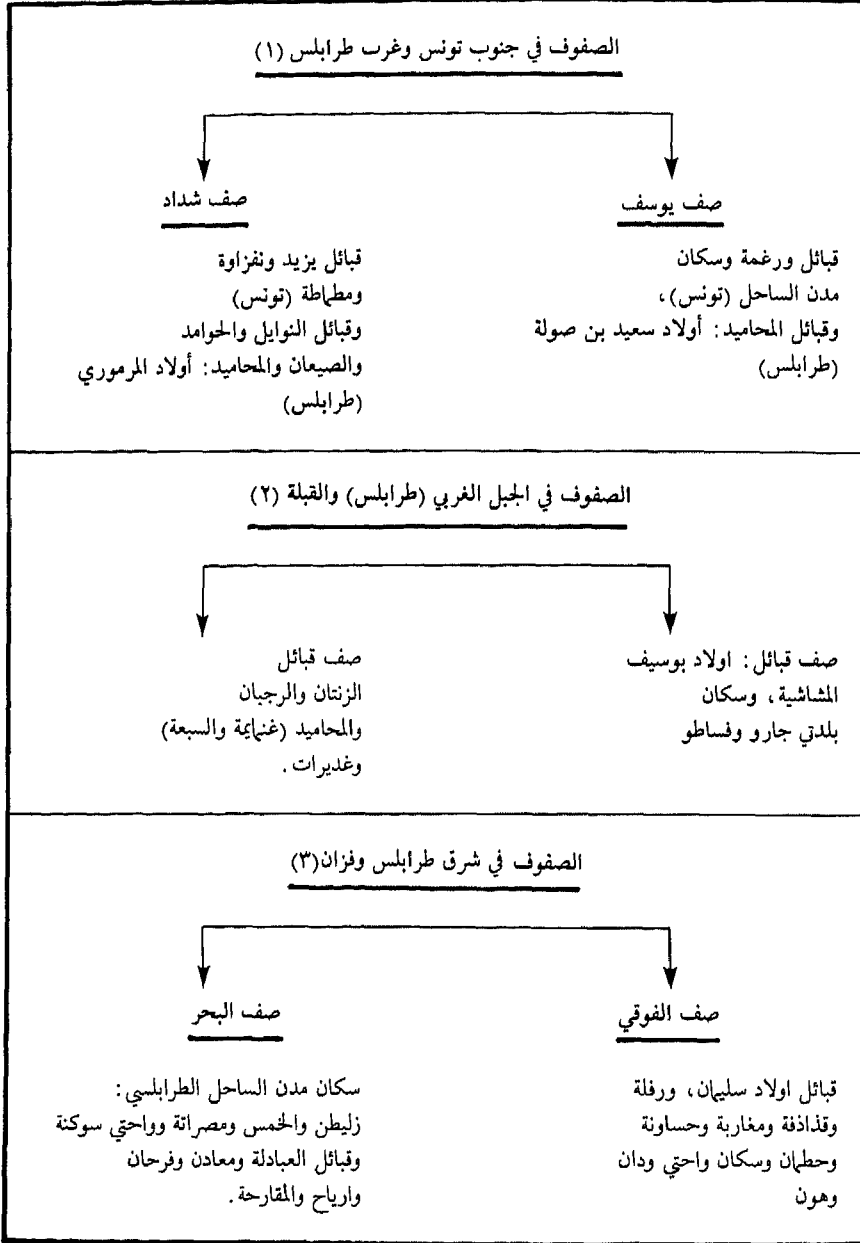 الصفوف في جنوب تونس وغرب طرابلس (١)
صف يوسف
قبائل ورغمة وسكان
مدن الساحل (تونس)،
وقبائل المحاميد: أولاد سعيد بن صولة
(طرابلس)
صف شداد
قبائل يزيد ونفزاوة
ومطماطة (تونس)
وقبائل النوايل والحوامد
والصيعان والمحاميد: أولاد المرموري
(طرابلس)
الصفوف في الجبل الغربي (طرابلس) والقبلة (٢)
صف قبائل: اولاد بوسيف
المشاشية، وسكان
بلدتي جارو وفساطو
صف قبائل
الزنتان والرجبان
والمحاميد (غنايمة والسبعة)
وغديرات.
الصفوف في شرق طرابلس وفزان(٣)
صف الفوقي
قبائل اولاد سليمان، ورفلة
وقذاذفة ومغاربة وحساونة
وحطمان وسكان واحتي ودان
وهون
صف البحر
سكان مدن الساحل الطرابلسي:
زليطن والخمس ومصراتة وواحتي سوكنة
وقبائل العبادلة ومعادن وفرحان
وارياح والمقارحة.